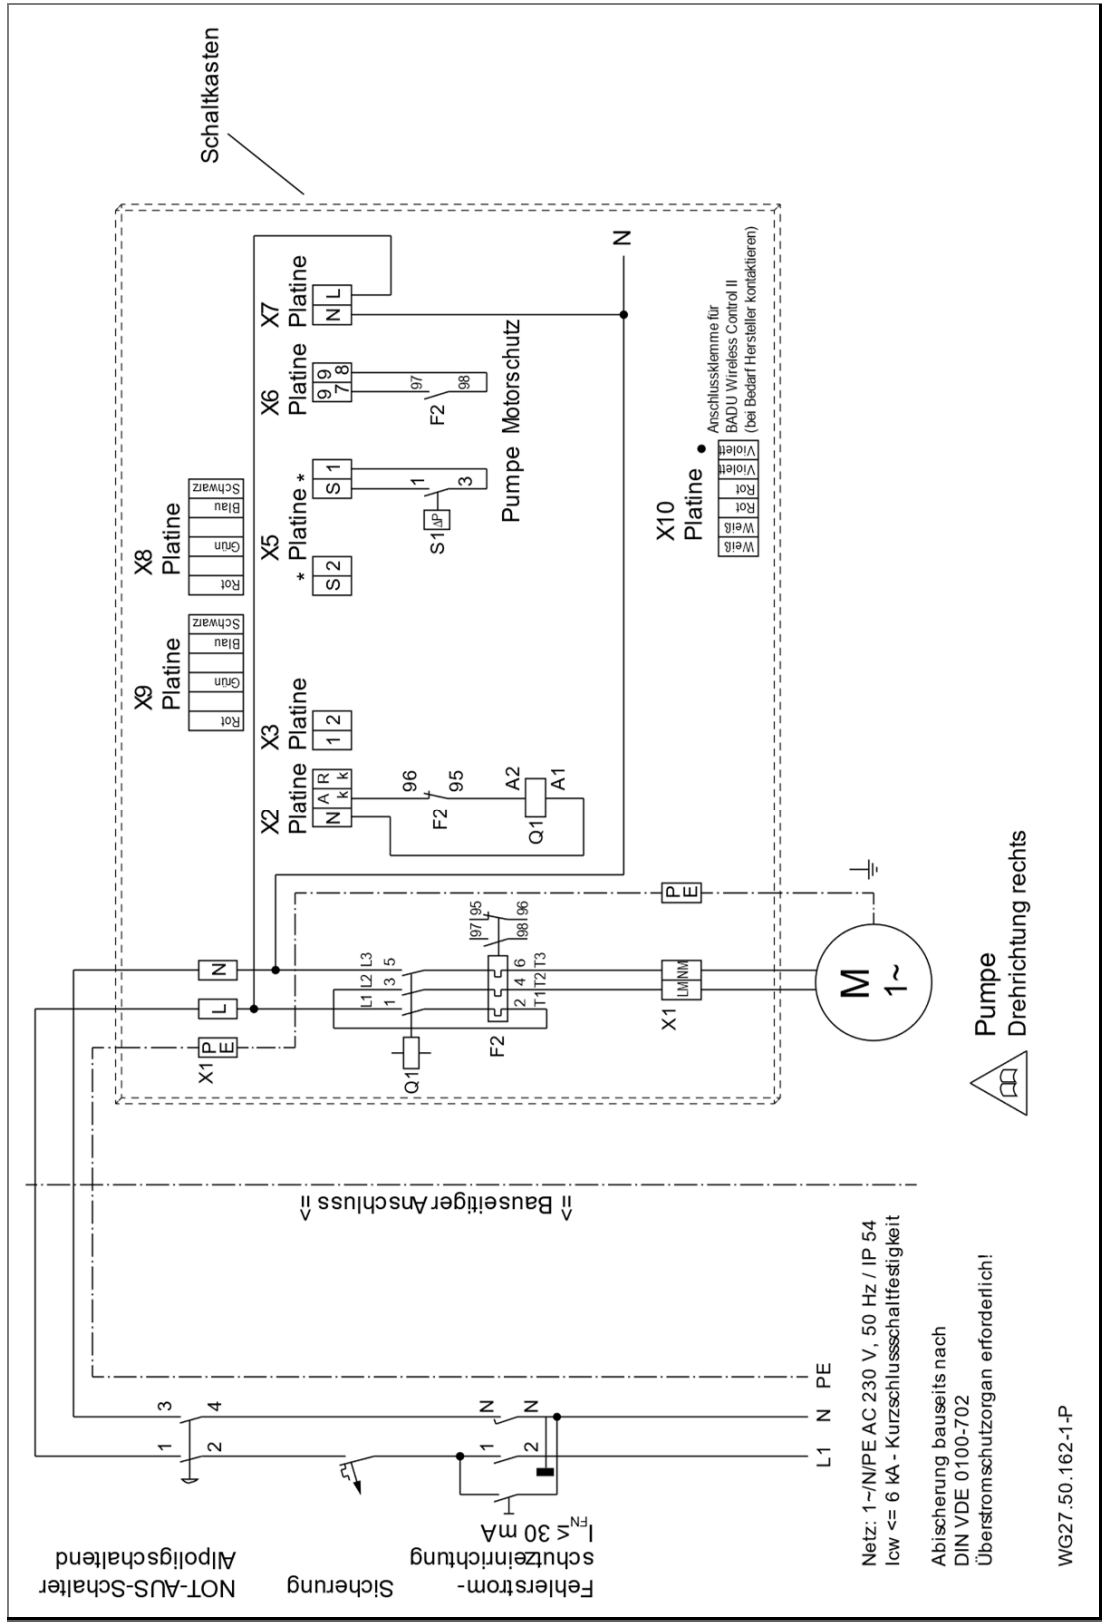 Schaltkasten
X9
Platine
Rot
Grün
Blau
Schwarz
X8
Platine
Rot
Grün
Blau
Schwarz
X2
Platine
N
A k
R k
X3
Platine
1 2
X5
* Platine *
S 2
S 1
X6
Platine
9 7
9 8
X7
Platine
N L
96
F2
95
A2
Q1
A1
1
S1 ΔP
3
97
F2
98
Pumpe Motorschutz
N
X10
Platine
Weiß
Weiß
Rot
Rot
Violett
Violett
Anschlussklemme für
BADU Wireless Control II
(bei Bedarf Hersteller kontaktieren)
X1
PE
L
N
L1 L2 L3
1 3 5
Q1
97 95
98 96
F2
2 4 6
T1 T2 T3
X1
LM NM
PE
M
1~
Pumpe
Drehrichtung rechts
=> Bauseitiger Anschluss =>
NOT-AUS-Schalter
Allpoligschaltend
1 3
2 4
Sicherung
Fehlerstrom-
schutzeinrichtung
I FN ≤ 30 mA
1 N
2 N
L1 N PE
Netz: 1~/N/PE AC 230 V, 50 Hz / IP 54
Icw <= 6 kA - Kurzschlussschaltfestigkeit
Abischerung bauseits nach
DIN VDE 0100-702
Überstromschutzorgan erforderlich!
WG27.50.162-1-P